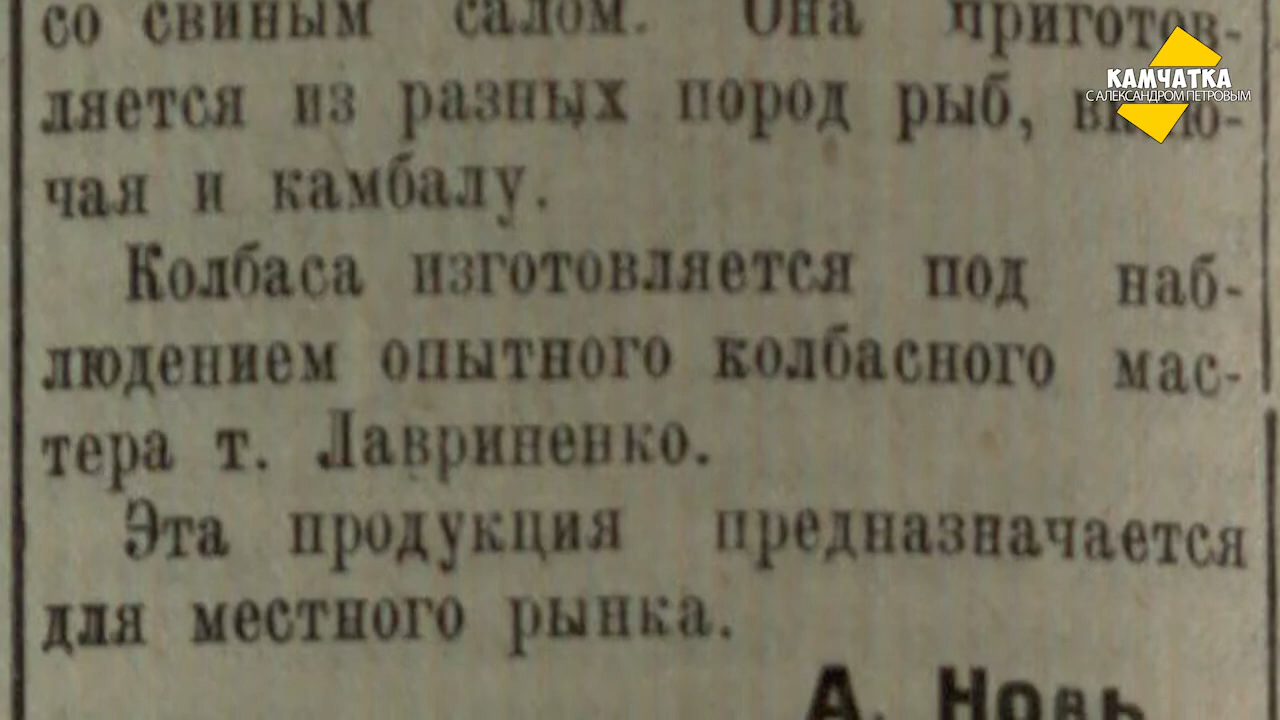 со свиным салом. Она приготов-
ляется из разных пород рыб, вклю-
чая и камбалу.
Колбаса изготовляется под наб-
людением опытного колбасного мас-
тера т. Лавриненко.
Эта продукция предназначается
для местного рынка.
А. Новь
КАМЧАТКА
С АЛЕКСАНДРОМ ПЕТРОВЫМ